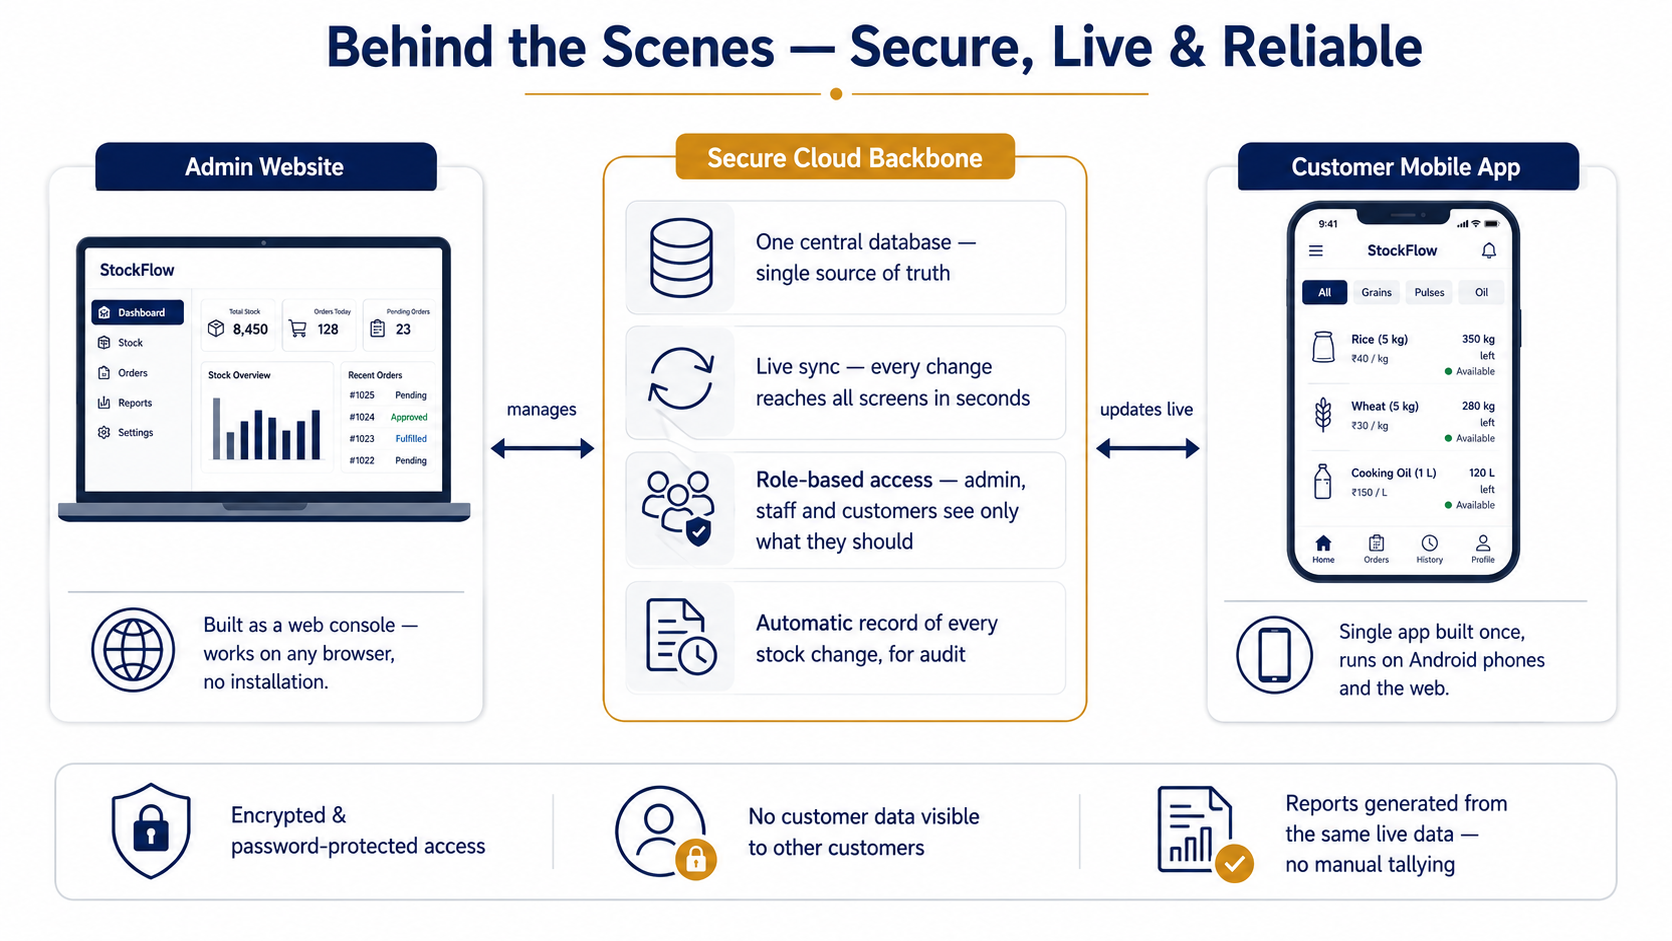 Behind the Scenes — Secure, Live & Reliable
Admin Website
StockFlow
Dashboard
Stock
Orders
Reports
Settings
Total Stock
8,450
Orders Today
128
Pending Orders
23
Stock Overview
Recent Orders
#1025 Pending
#1024 Approved
#1023 Fulfilled
#1022 Pending
Built as a web console —
works on any browser,
no installation.
manages
Secure Cloud Backbone
One central database —
single source of truth
Live sync — every change
reaches all screens in seconds
Role-based access — admin,
staff and customers see only
what they should
Automatic record of every
stock change, for audit
updates live
Customer Mobile App
9:41
StockFlow
All Grains Pulses Oil
Rice (5 kg) 350 kg
left
₹40 / kg
Available
Wheat (5 kg) 280 kg
left
₹30 / kg
Available
Cooking Oil (1 L) 120 L
left
₹150 / L
Available
Home Orders History Profile
Single app built once,
runs on Android phones
and the web.
Encrypted &
password-protected access
No customer data visible
to other customers
Reports generated from
the same live data —
no manual tallying